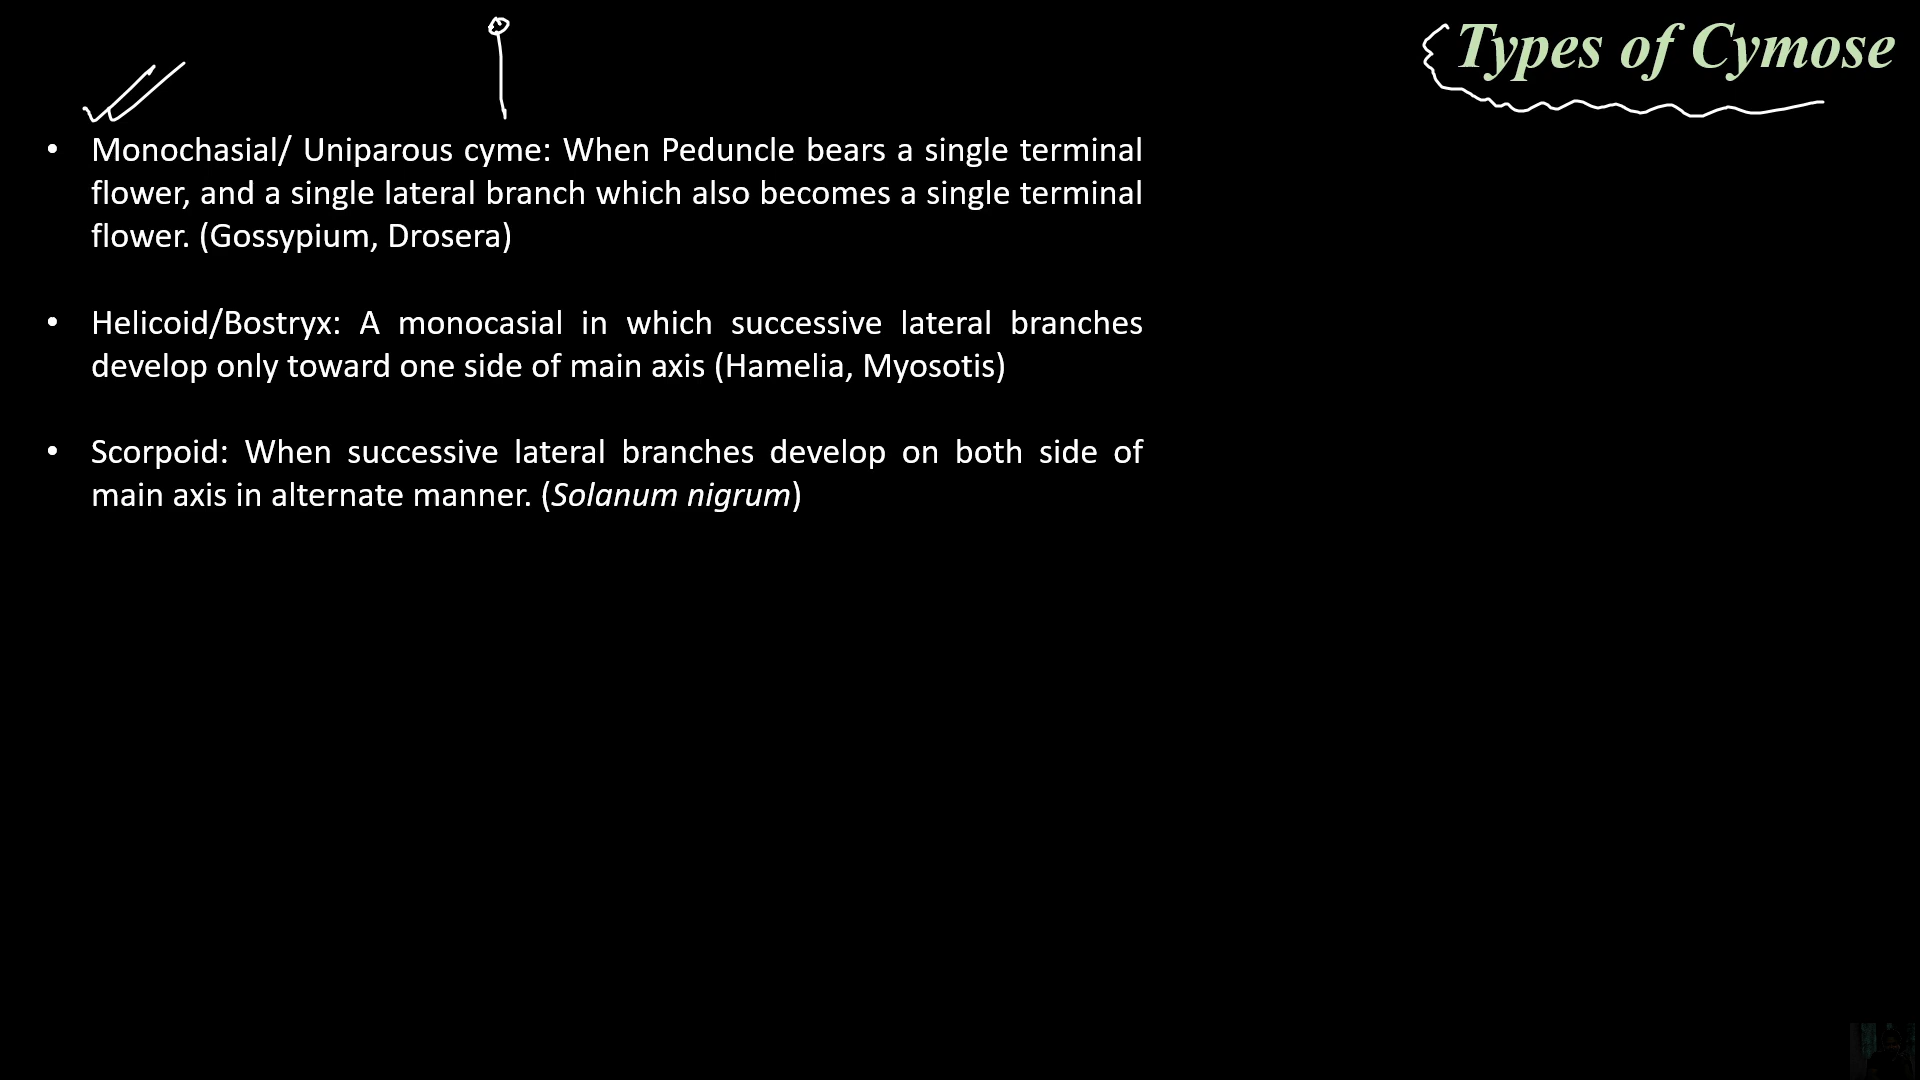 Types of Cymose
• Monochasial/ Uniparous cyme: When Peduncle bears a single terminal
flower, and a single lateral branch which also becomes a single terminal
flower. (Gossypium, Drosera)
• Helicoid/Bostryx: A monocasial in which successive lateral branches
develop only toward one side of main axis (Hamelia, Myosotis)
• Scorpoid: When successive lateral branches develop on both side of
main axis in alternate manner. (Solanum nigrum)